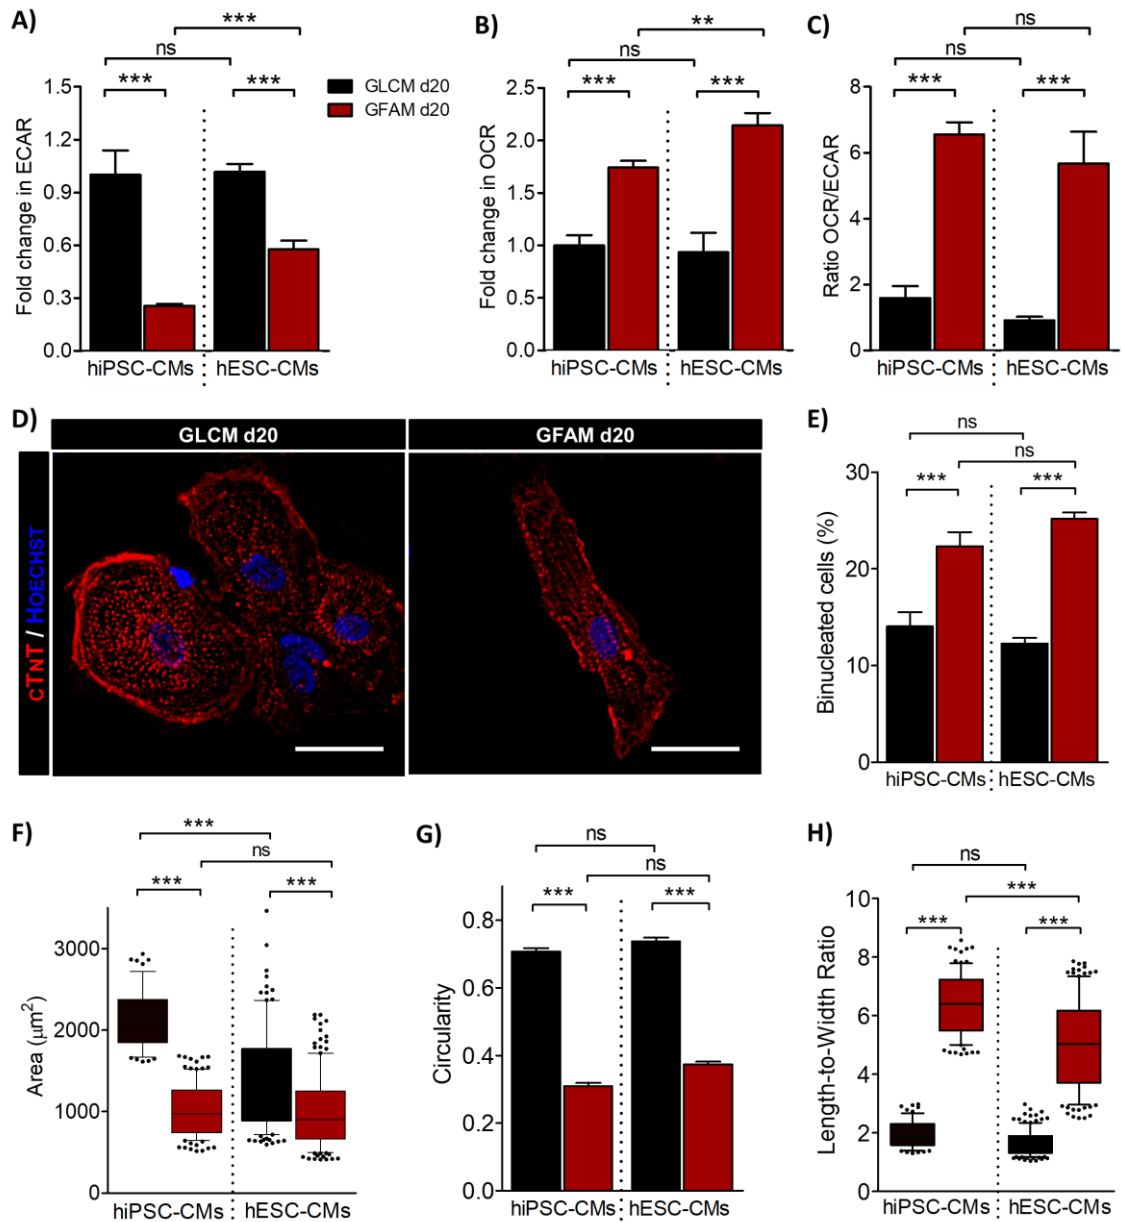 A)
***
ns
***
***
1.5
1.2
0.9
0.6
0.3
0.0
Fold change in ECAR
hiPSC-CMs
hESC-CMs
GLCM d20
GFAM d20
B)
**
ns
***
***
2.5
2.0
1.5
1.0
0.5
0.0
Fold change in OCR
hiPSC-CMs
hESC-CMs
C)
ns
ns
***
***
8
6
4
2
0
Ratio OCR/ECAR
hiPSC-CMs
hESC-CMs
D)
GLCM d20
GFAM d20
cTnT / Hoechst
E)
ns
ns
***
***
30
20
10
0
Binucleated cells (%)
hiPSC-CMs
hESC-CMs
F)
***
ns
***
***
3000
2000
1000
0
Area (μm²)
hiPSC-CMs
hESC-CMs
G)
ns
ns
***
***
0.8
0.6
0.4
0.2
0.0
Circularity
hiPSC-CMs
hESC-CMs
H)
ns
***
***
***
10
8
6
4
2
0
Length-to-Width Ratio
hiPSC-CMs
hESC-CMs